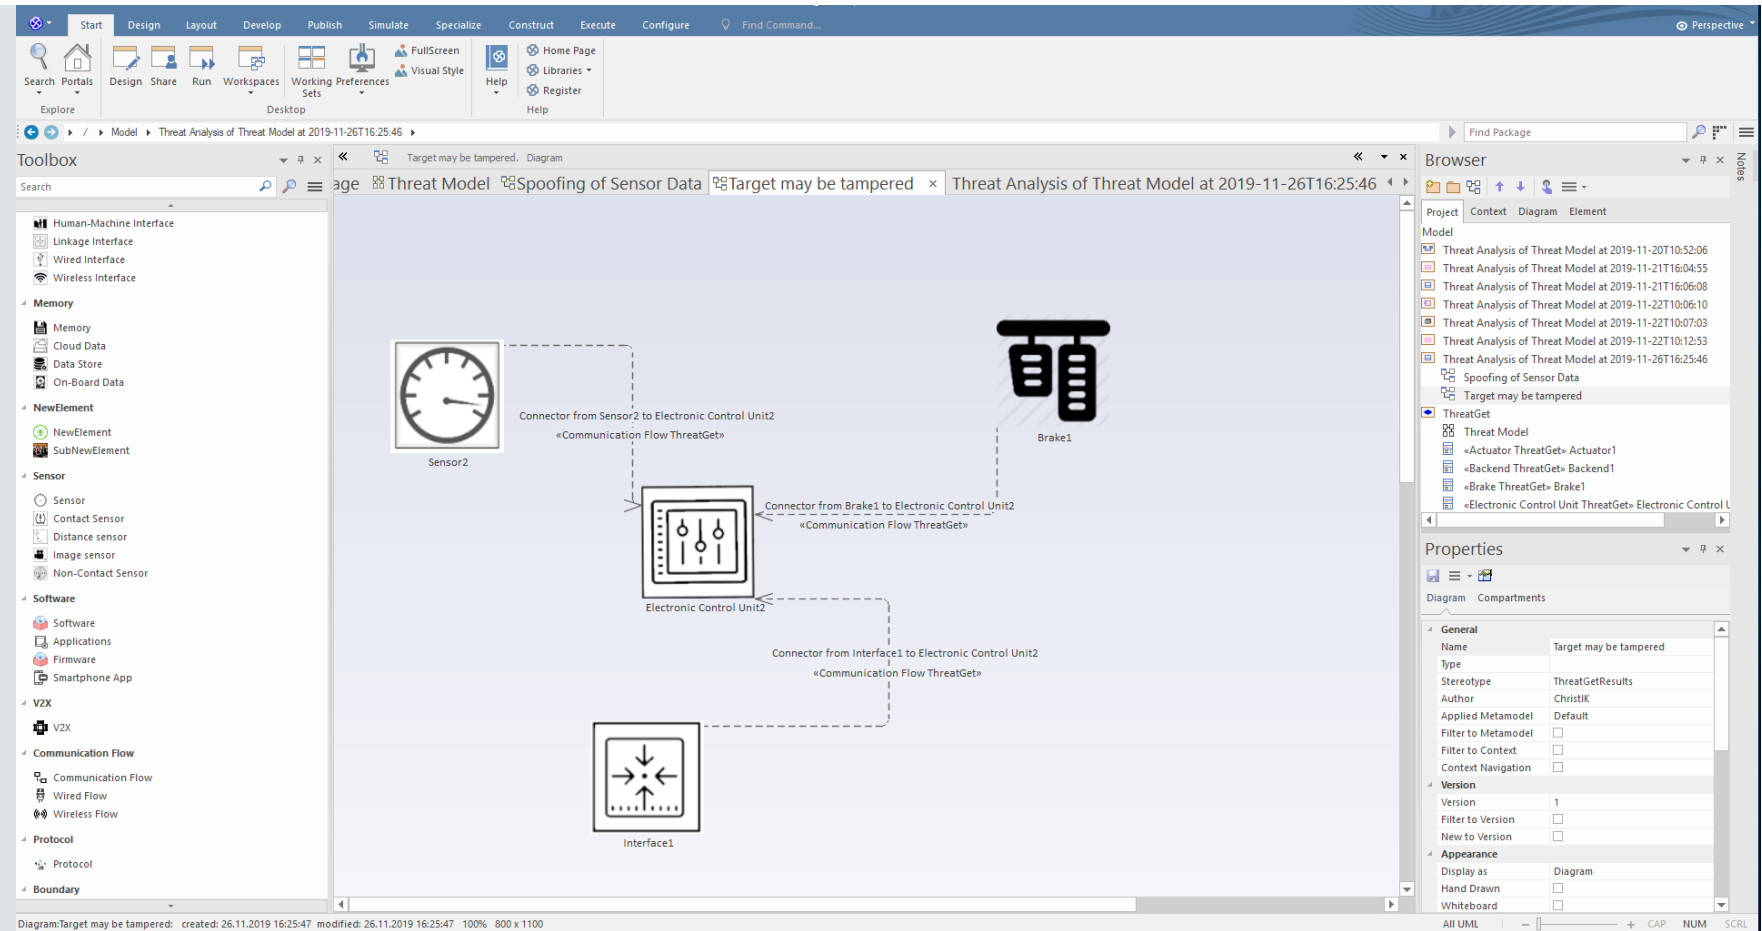 Start Design Layout Develop Publish Simulate Specialize Construct Execute Configure Find Command... Perspective
FullScreen
Visual Style
Home Page
Libraries
Register
Search Portals Design Share Run Workspaces Working Sets Preferences Help
Explore Desktop Help
/ Model Threat Analysis of Threat Model at 2019-11-26T16:25:46
Find Package
Toolbox
Search
Human-Machine Interface
Linkage Interface
Wired Interface
Wireless Interface
Memory
Memory
Cloud Data
Data Store
On-Board Data
NewElement
NewElement
SubNewElement
Sensor
Sensor
Contact Sensor
Distance sensor
Image sensor
Non-Contact Sensor
Software
Software
Applications
Firmware
Smartphone App
V2X
V2X
Communication Flow
Communication Flow
Wired Flow
Wireless Flow
Protocol
Protocol
Boundary
Target may be tampered. Diagram
age Threat Model Spoofing of Sensor Data Target may be tampered × Threat Analysis of Threat Model at 2019-11-26T16:25:46
Sensor2
Connector from Sensor2 to Electronic Control Unit2
«Communication Flow ThreatGet»
Brake1
Connector from Brake1 to Electronic Control Unit2
«Communication Flow ThreatGet»
Electronic Control Unit2
Connector from Interface1 to Electronic Control Unit2
«Communication Flow ThreatGet»
Interface1
Browser
Notes
Project Context Diagram Element
Model
Threat Analysis of Threat Model at 2019-11-20T10:52:06
Threat Analysis of Threat Model at 2019-11-21T16:04:55
Threat Analysis of Threat Model at 2019-11-21T16:06:08
Threat Analysis of Threat Model at 2019-11-22T10:06:10
Threat Analysis of Threat Model at 2019-11-22T10:07:03
Threat Analysis of Threat Model at 2019-11-22T10:12:53
Threat Analysis of Threat Model at 2019-11-26T16:25:46
Spoofing of Sensor Data
Target may be tampered
ThreatGet
Threat Model
«Actuator ThreatGet» Actuator1
«Backend ThreatGet» Backend1
«Brake ThreatGet» Brake1
«Electronic Control Unit ThreatGet» Electronic Control U
Properties
Diagram Compartments
General
Name Target may be tampered
Type
Stereotype ThreatGetResults
Author ChristlK
Applied Metamodel Default
Filter to Metamodel
Filter to Context
Context Navigation
Version
Version 1
Filter to Version
New to Version
Appearance
Display as Diagram
Hand Drawn
Whiteboard
Diagram:Target may be tampered: created: 26.11.2019 16:25:47 modified: 26.11.2019 16:25:47 100% 800 x 1100
All UML − + CAP NUM SCRL